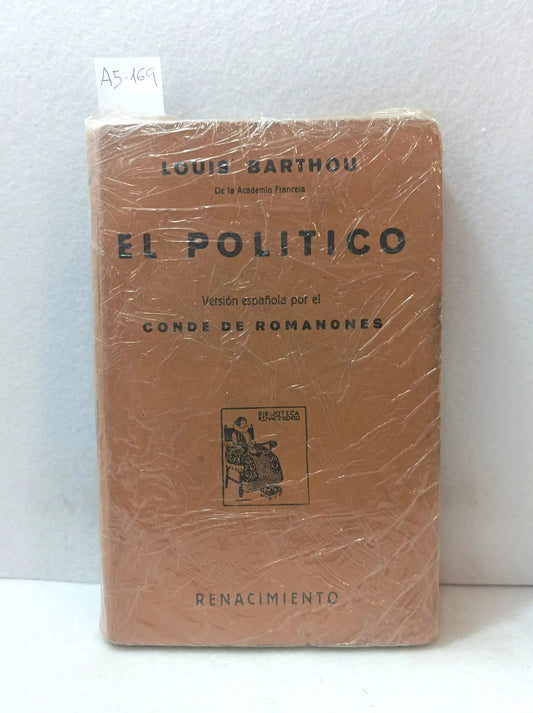 A5-169
LOUIS BARTHOU
De la Academia Francesa
EL POLITICO
Versión española por el
CONDE DE ROMANONES
BIBLIOTECA
RENACIMIENTO
RENACIMIENTO